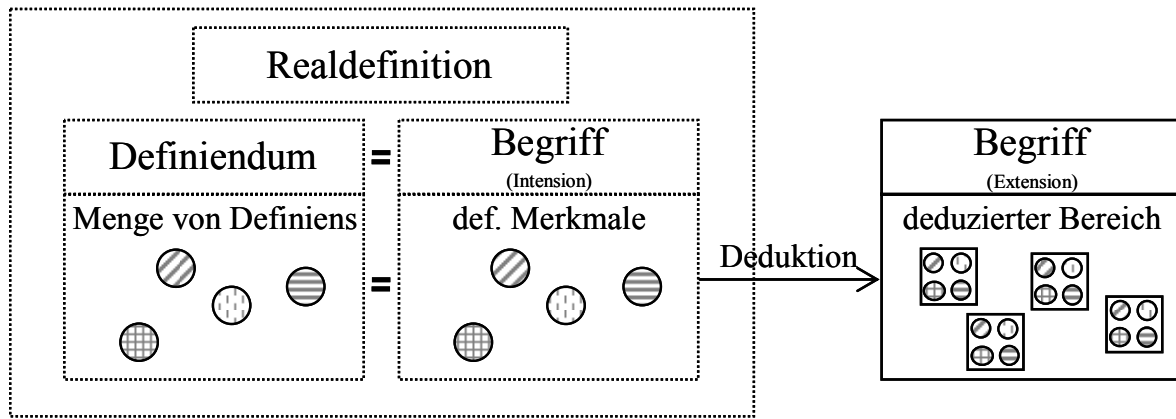 Realdefinition
Definiendum
=
Begriff
(Intension)
Menge von Definiens
=
def. Merkmale
Deduktion
Begriff
(Extension)
deduzierter Bereich